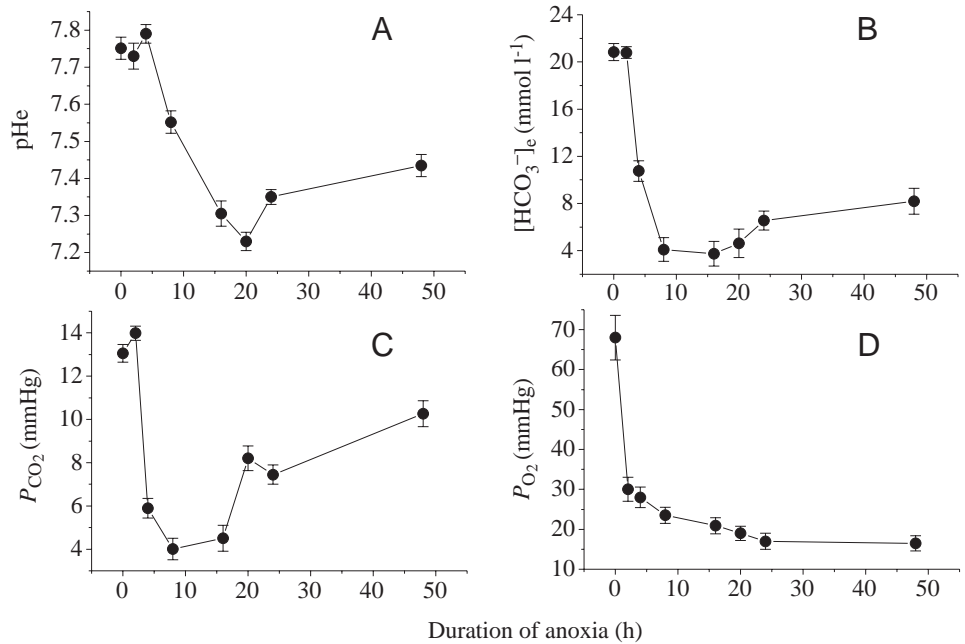 A
pHe
7.8
7.7
7.6
7.5
7.4
7.3
7.2
0 10 20 30 40 50
B
[HCO₃⁻]ₑ (mmol l⁻¹)
24
20
16
12
8
4
0 10 20 30 40 50
C
P_CO₂ (mmHg)
14
12
10
8
6
4
0 10 20 30 40 50
D
P_O₂ (mmHg)
70
60
50
40
30
20
10
0 10 20 30 40 50
Duration of anoxia (h)